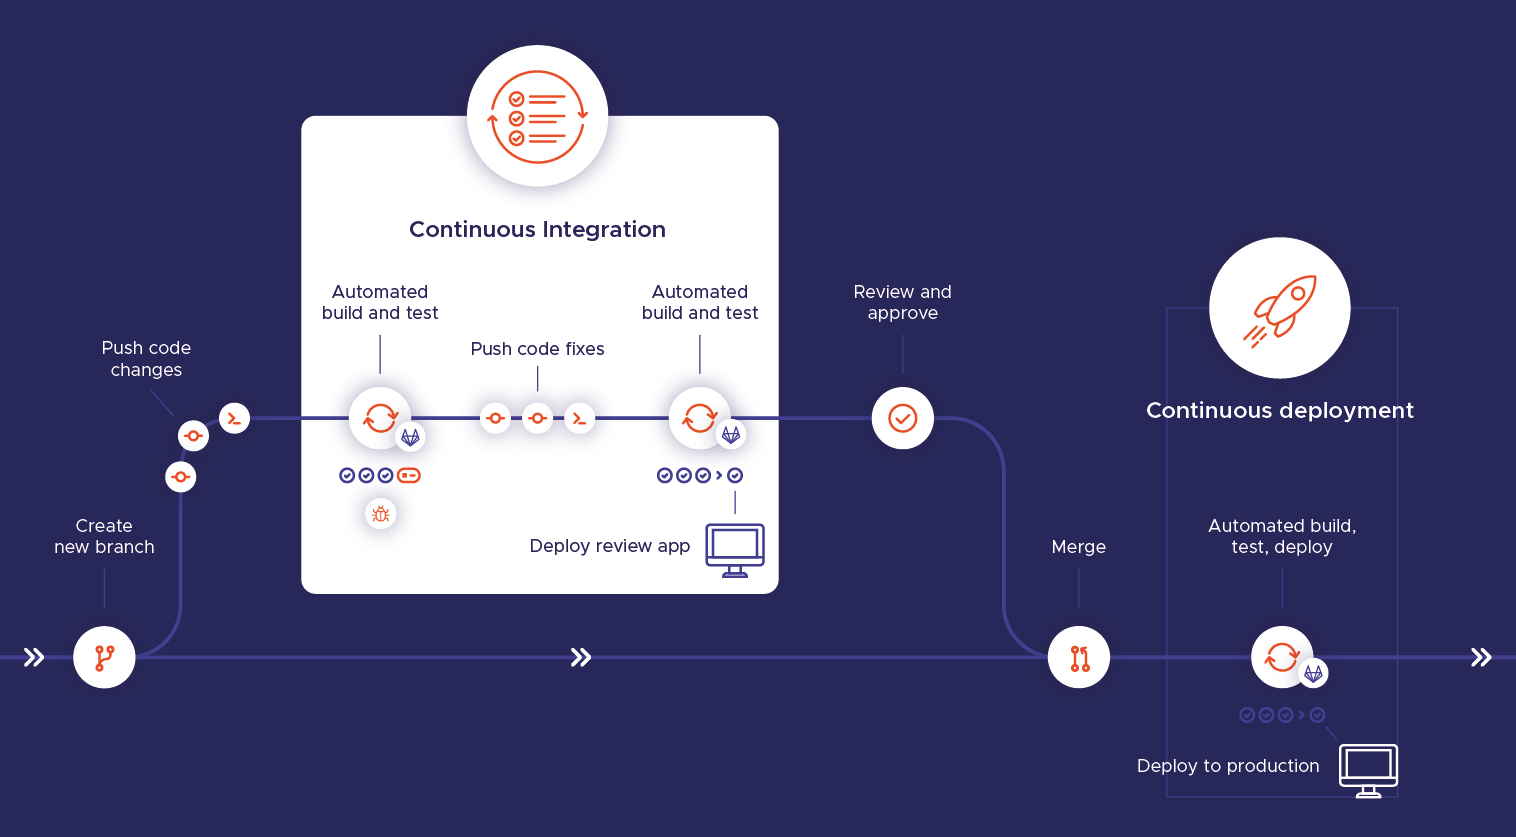 Continuous Integration
Automated
build and test
Automated
build and test
Review and
approve
Push code
changes
Push code fixes
Continuous deployment
Create
new branch
Deploy review app
Merge
Automated build,
test, deploy
Deploy to production